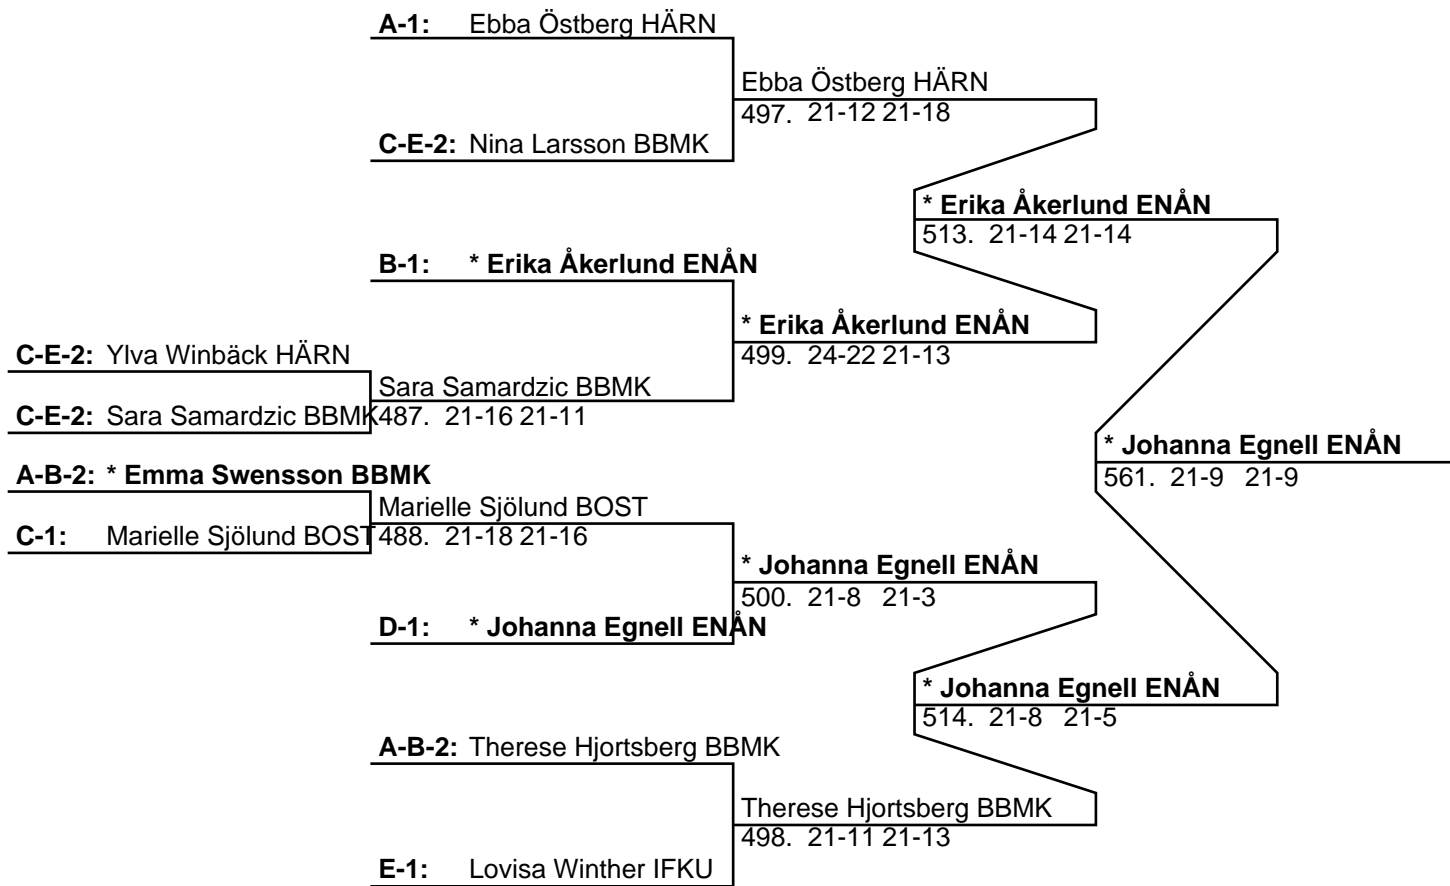 A-1: Ebba Östberg HÄRN
Ebba Östberg HÄRN
497. 21-12 21-18
C-E-2: Nina Larsson BBMK
* Erika Åkerlund ENÅN
513. 21-14 21-14
B-1: * Erika Åkerlund ENÅN
* Erika Åkerlund ENÅN
499. 24-22 21-13
C-E-2: Ylva Winbäck HÄRN
Sara Samardzic BBMK
C-E-2: Sara Samardzic BBMK
487. 21-16 21-11
* Johanna Egnell ENÅN
561. 21-9 21-9
A-B-2: * Emma Swensson BBMK
Marielle Sjölund BOST
C-1: Marielle Sjölund BOST
488. 21-18 21-16
* Johanna Egnell ENÅN
500. 21-8 21-3
D-1: * Johanna Egnell ENÅN
* Johanna Egnell ENÅN
514. 21-8 21-5
A-B-2: Therese Hjortsberg BBMK
Therese Hjortsberg BBMK
498. 21-11 21-13
E-1: Lovisa Winther IFKU